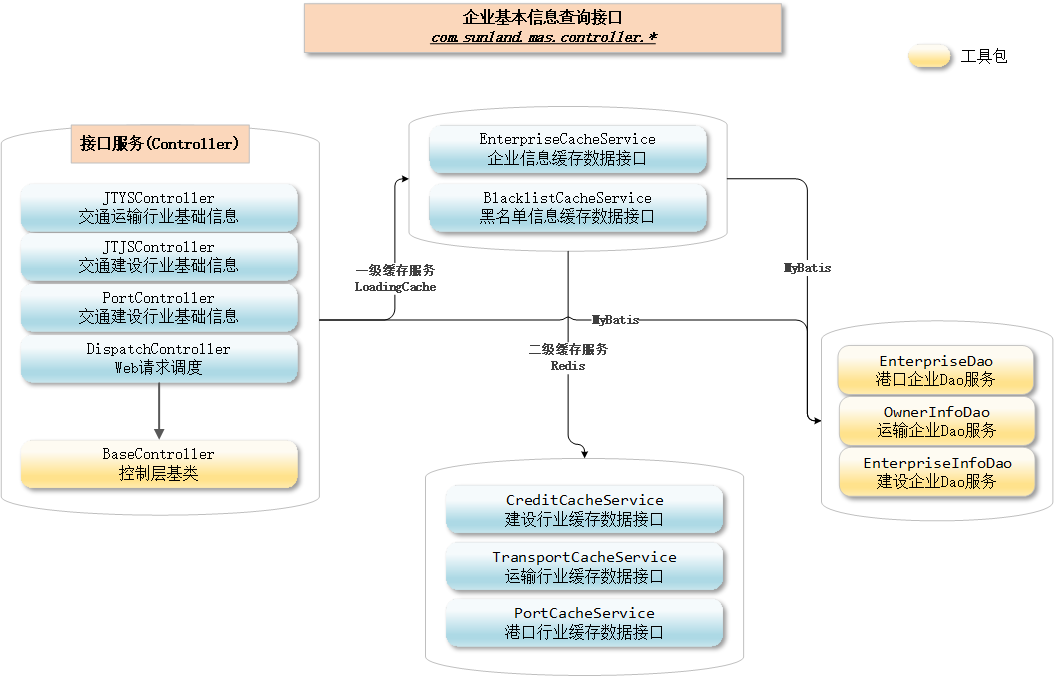 企业基本信息查询接口
com.sunland.mas.controller.*
工具包
接口服务(Controller)
JTYSController
交通运输行业基础信息
JTJSController
交通建设行业基础信息
PortController
交通建设行业基础信息
DispatchController
Web请求调度
BaseController
控制层基类
一级缓存服务
LoadingCache
EnterpriseCacheService
企业信息缓存数据接口
BlacklistCacheService
黑名单信息缓存数据接口
MyBatis
MyBatis
二级缓存服务
Redis
EnterpriseDao
港口企业Dao服务
OwnerInfoDao
运输企业Dao服务
EnterpriseInfoDao
建设企业Dao服务
CreditCacheService
建设行业缓存数据接口
TransportCacheService
运输行业缓存数据接口
PortCacheService
港口行业缓存数据接口